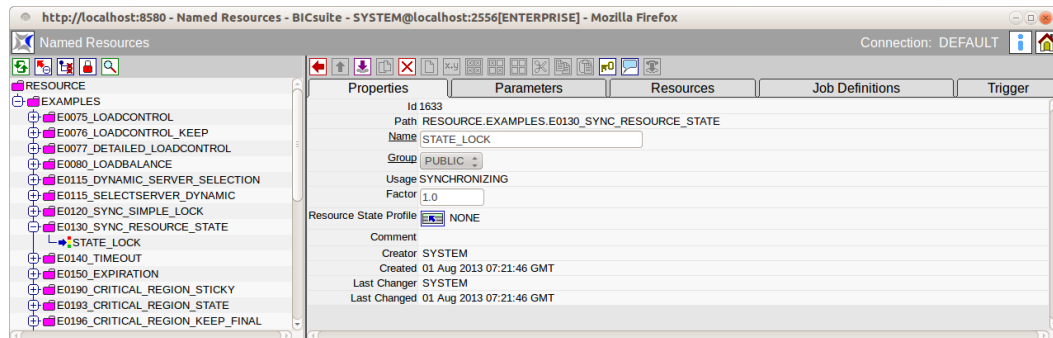 http://localhost:8580 - Named Resources - BICsuite - SYSTEM@localhost:2556[ENTERPRISE] - Mozilla Firefox
Named Resources
Connection: DEFAULT
RESOURCE
EXAMPLES
E0075_LOADCONTROL
E0076_LOADCONTROL_KEEP
E0077_DETAILED_LOADCONTROL
E0080_LOADBALANCE
E0115_DYNAMIC_SERVER_SELECTION
E0115_SELECTSERVER_DYNAMIC
E0120_SYNC_SIMPLE_LOCK
E0130_SYNC_RESOURCE_STATE
STATE_LOCK
E0140_TIMEOUT
E0150_EXPIRATION
E0190_CRITICAL_REGION_STICKY
E0193_CRITICAL_REGION_STATE
E0196_CRITICAL_REGION_KEEP_FINAL
Properties Parameters Resources Job Definitions Trigger
Id 1633
Path RESOURCE.EXAMPLES.E0130_SYNC_RESOURCE_STATE
Name STATE_LOCK
Group PUBLIC
Usage SYNCHRONIZING
Factor 1.0
Resource State Profile NONE
Comment
Creator SYSTEM
Created 01 Aug 2013 07:21:46 GMT
Last Changer SYSTEM
Last Changed 01 Aug 2013 07:21:46 GMT